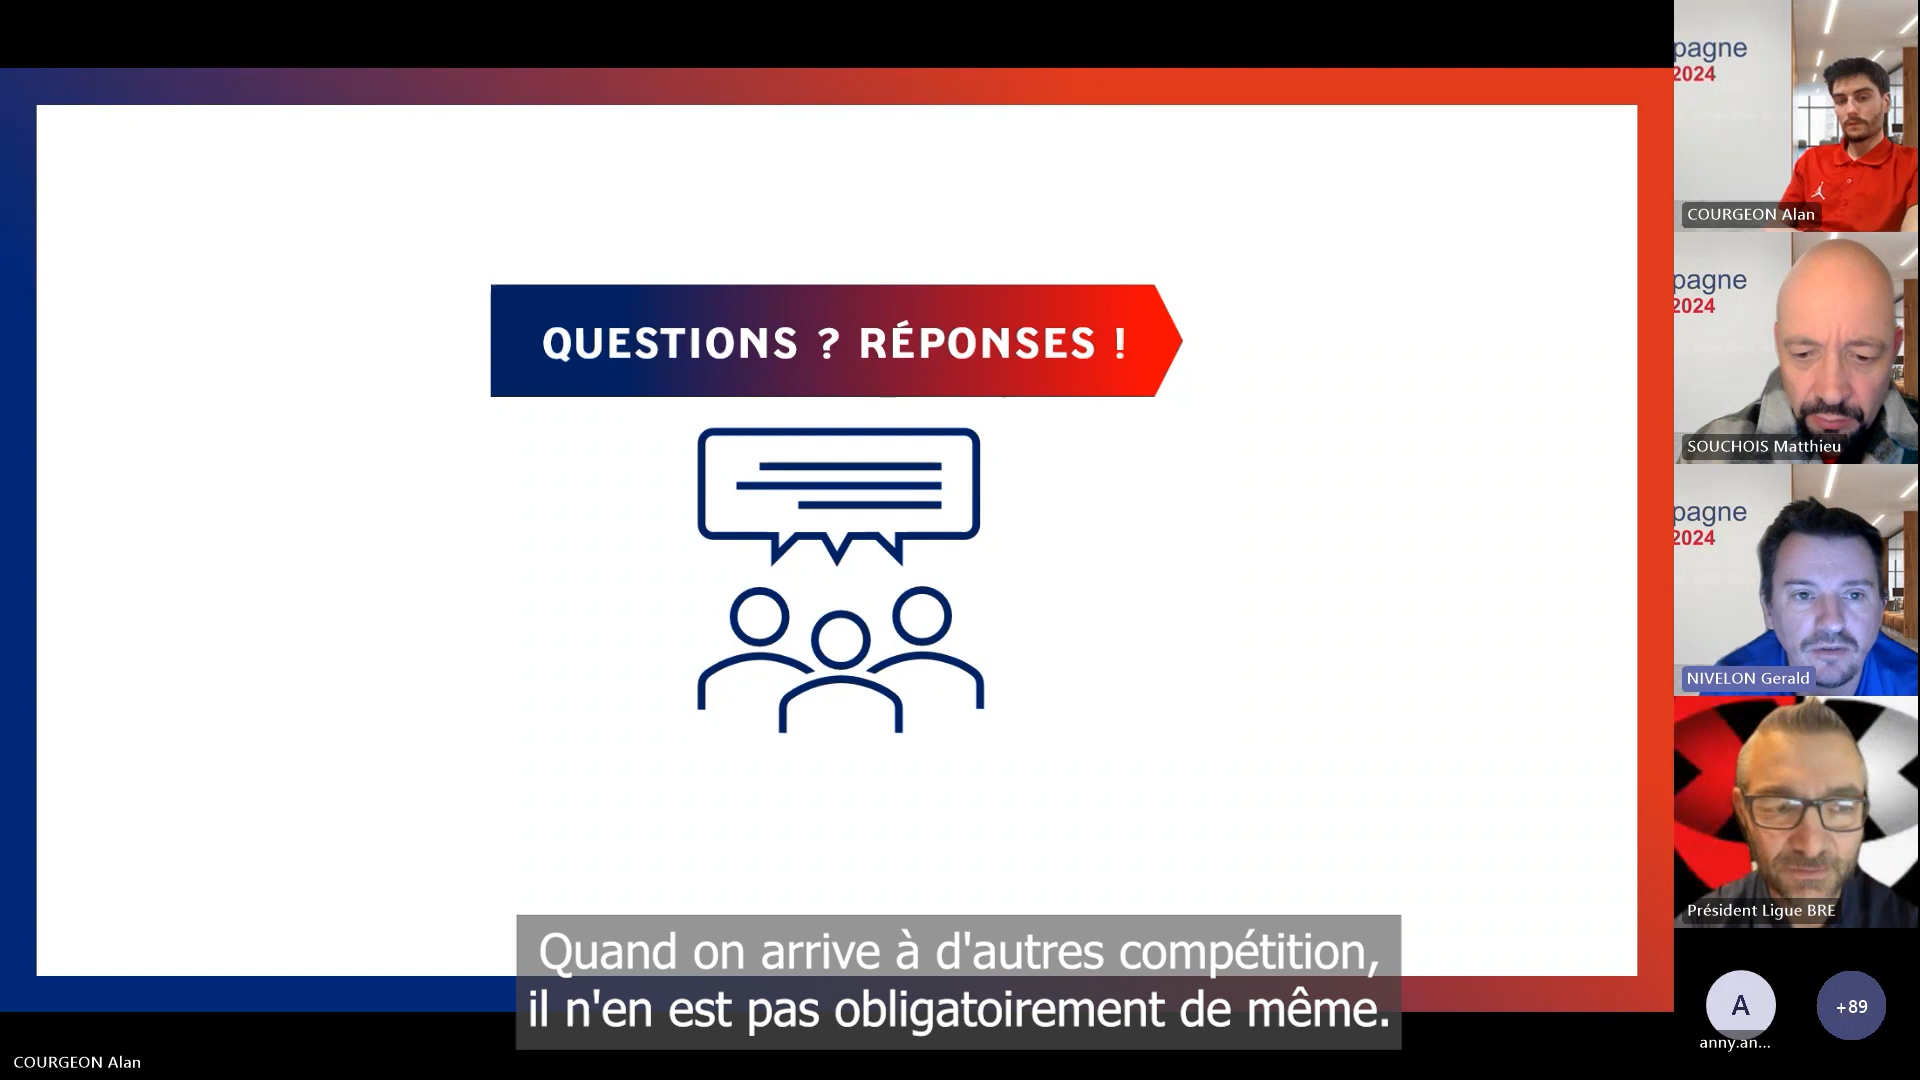 QUESTIONS ? RÉPONSES !
pagne
2024
COURGEON Alan
pagne
2024
SOUCHOIS Matthieu
pagne
2024
NIVELON Gerald
Président Ligue BRE
A
anny.an...
+89
Quand on arrive à d'autres compétition,
il n'en est pas obligatoirement de même.
COURGEON Alan